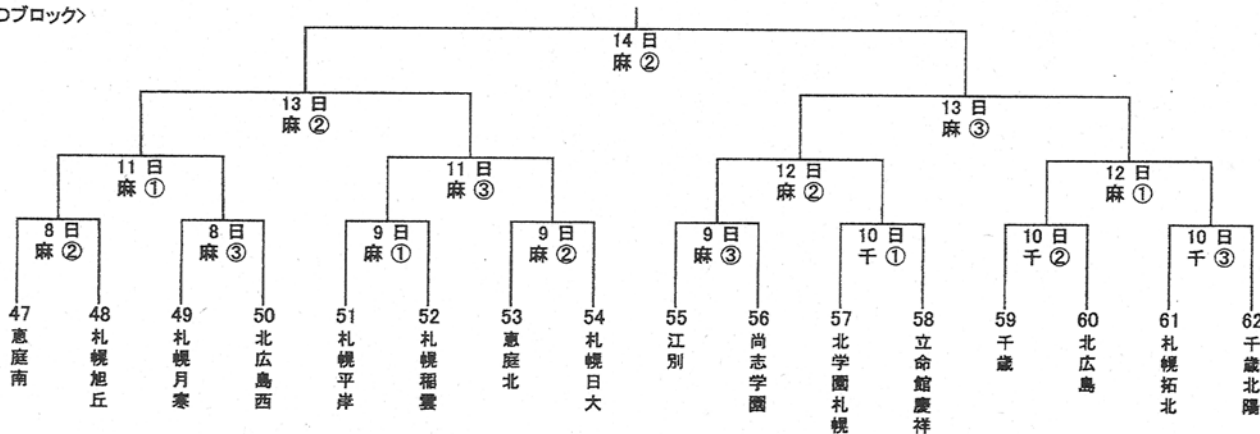 Dブロック>
14 日
麻 ②
13 日
麻 ②
13 日
麻 ③
11 日
麻 ①
11 日
麻 ③
12 日
麻 ②
12 日
麻 ①
8 日
麻 ②
8 日
麻 ③
9 日
麻 ①
9 日
麻 ②
9 日
麻 ③
10 日
千 ①
10 日
千 ②
10 日
千 ③
47
恵庭南
48
札幌旭丘
49
札幌月寒
50
北広島西
51
札幌平岸
52
札幌稲雲
53
恵庭北
54
札幌日大
55
江別
56
尚志学園
57
北学園札幌
58
立命館慶祥
59
千歳
60
北広島
61
札幌拓北
62
千歳北陽